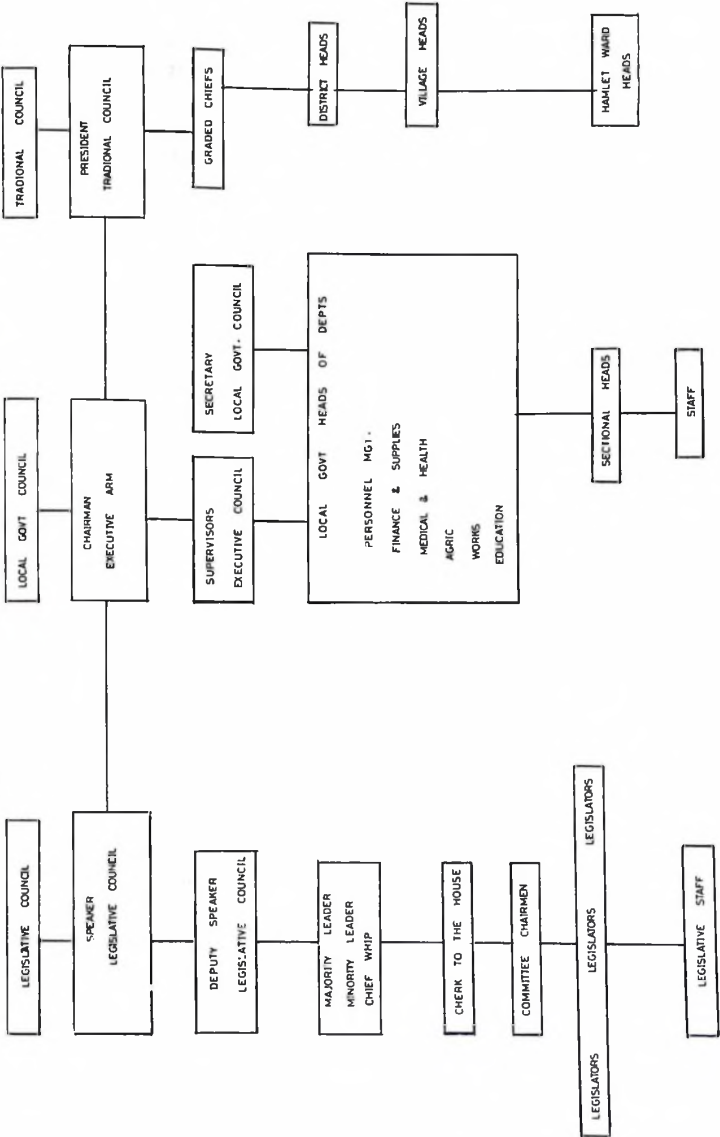 LEGISLATIVE COUNCIL
SPEAKER
LEGISLATIVE COUNCIL
DEPUTY SPEAKER
LEGISLATIVE COUNCIL
MAJORITY LEADER
MINORITY LEADER
CHIEF WHIP
CHERK TO THE HOUSE
COMMITTEE CHAIRMEN
LEGISLATORS LEGISLATORS LEGISLATORS
LEGISLATIVE STAFF
LOCAL GOVT COUNCIL
CHAIRMAN
EXECUTIVE ARM
SUPERVISORS
EXECUTIVE COUNCIL
SECRETARY
LOCAL GOVT. COUNCIL
LOCAL GOVT HEADS OF DEPTS
PERSONNEL MGT.
FINANCE & SUPPLIES
MEDICAL & HEALTH
AGRIC
WORKS
EDUCATION
SECTIONAL HEADS
STAFF
TRADIONAL COUNCIL
PRESIDENT
TRADIONAL COUNCIL
GRADED CHIEFS
DISTRICT HEADS
VILLAGE HEADS
HAMLET WARD
HEADS